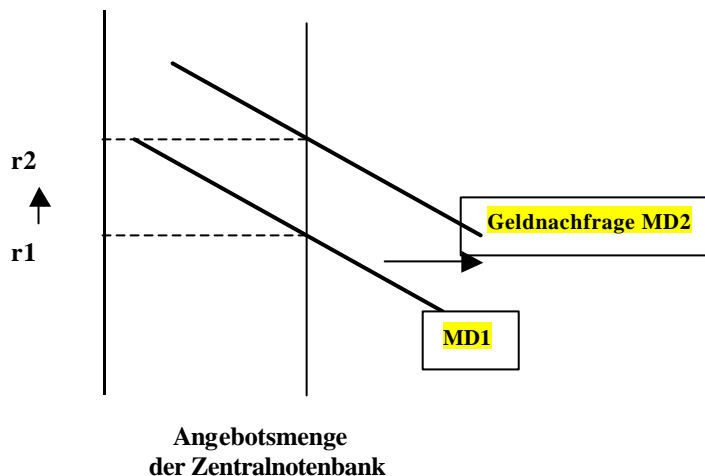 r2
r1
Geldnachfrage MD2
MD1
Angebotsmenge
der Zentralnotenbank